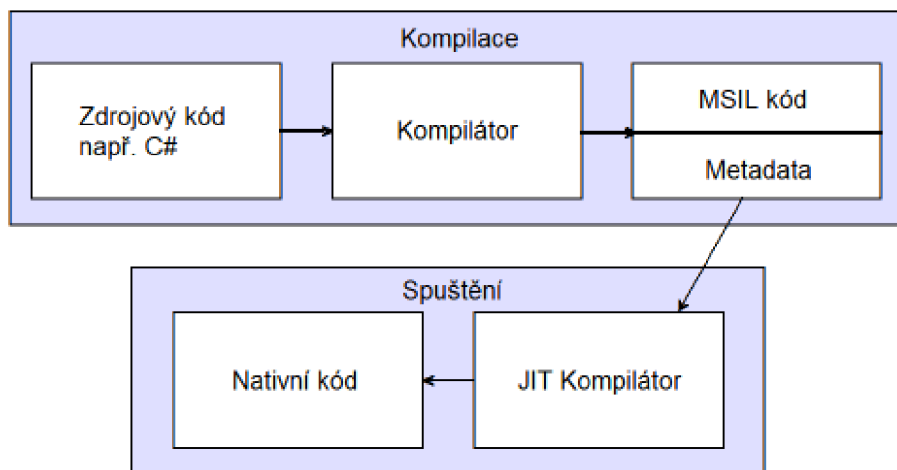 Kompilace
Zdrojový kód
např. C#
Kompilátor
MSIL kód
Metadata
Spuštění
Nativní kód
JIT Kompilátor